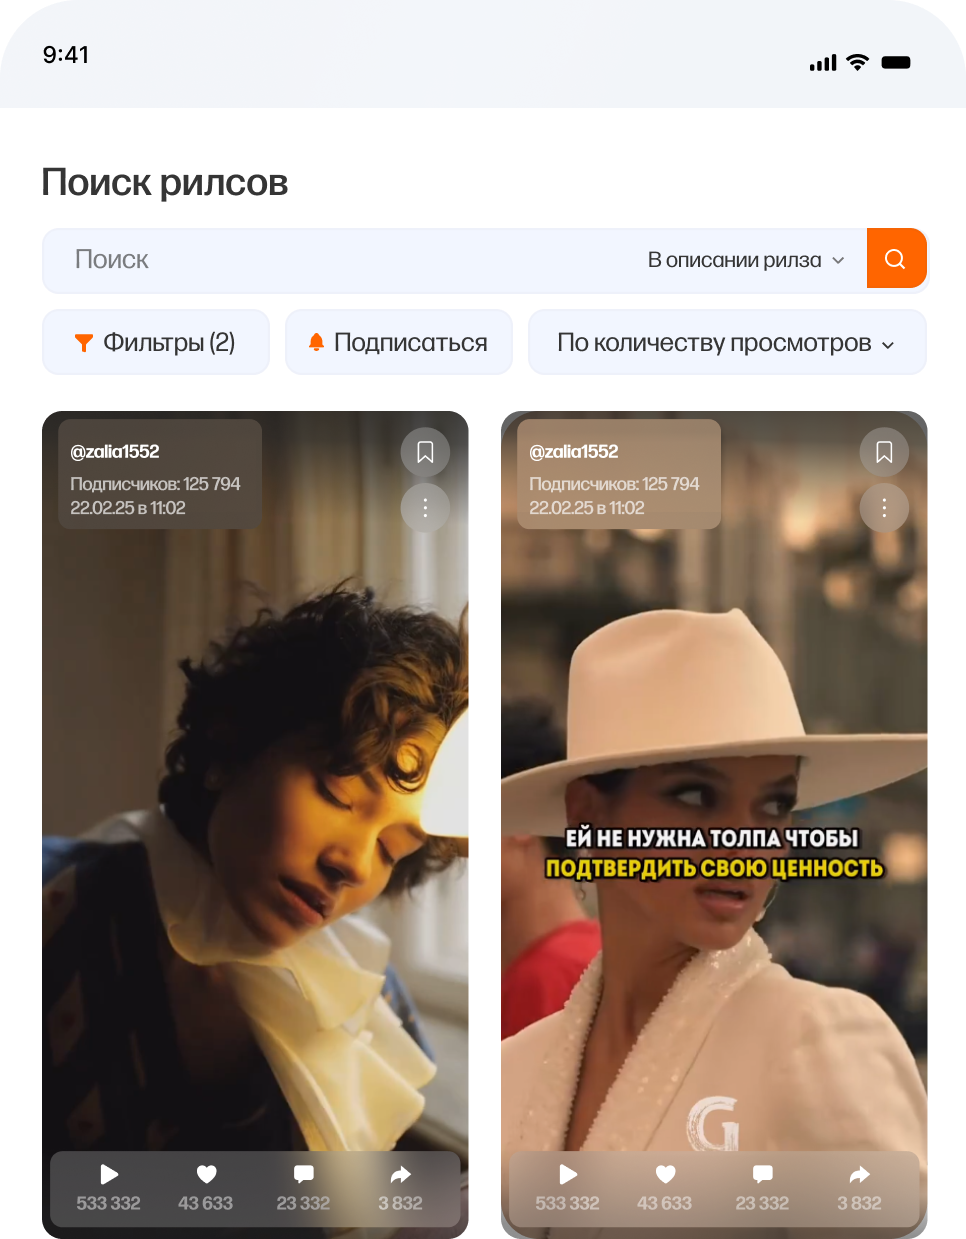 9:41
Поиск рилсов
Поиск
В описании рилза
Фильтры (2)
Подписаться
По количеству просмотров
@zalia1552
Подписчиков: 125 794
22.02.25 в 11:02
@zalia1552
Подписчиков: 125 794
22.02.25 в 11:02
ЕЙ НЕ НУЖНА ТОЛПА ЧТОБЫ
ПОДТВЕРДИТЬ СВОЮ ЦЕННОСТЬ
G
533 332 43 633 23 332 3 832
533 332 43 633 23 332 3 832